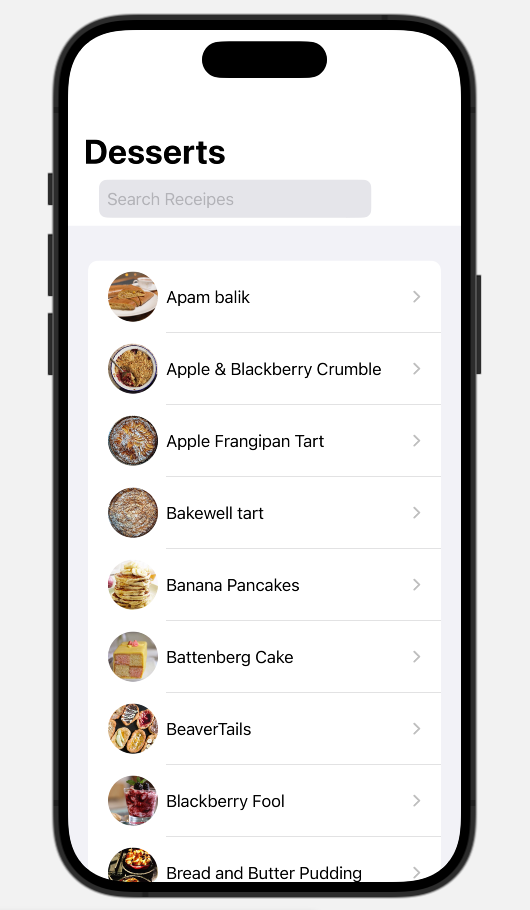 Desserts
Search Receipes
Apam balik
Apple & Blackberry Crumble
Apple Frangipan Tart
Bakewell tart
Banana Pancakes
Battenberg Cake
BeaverTails
Blackberry Fool
Bread and Butter Pudding